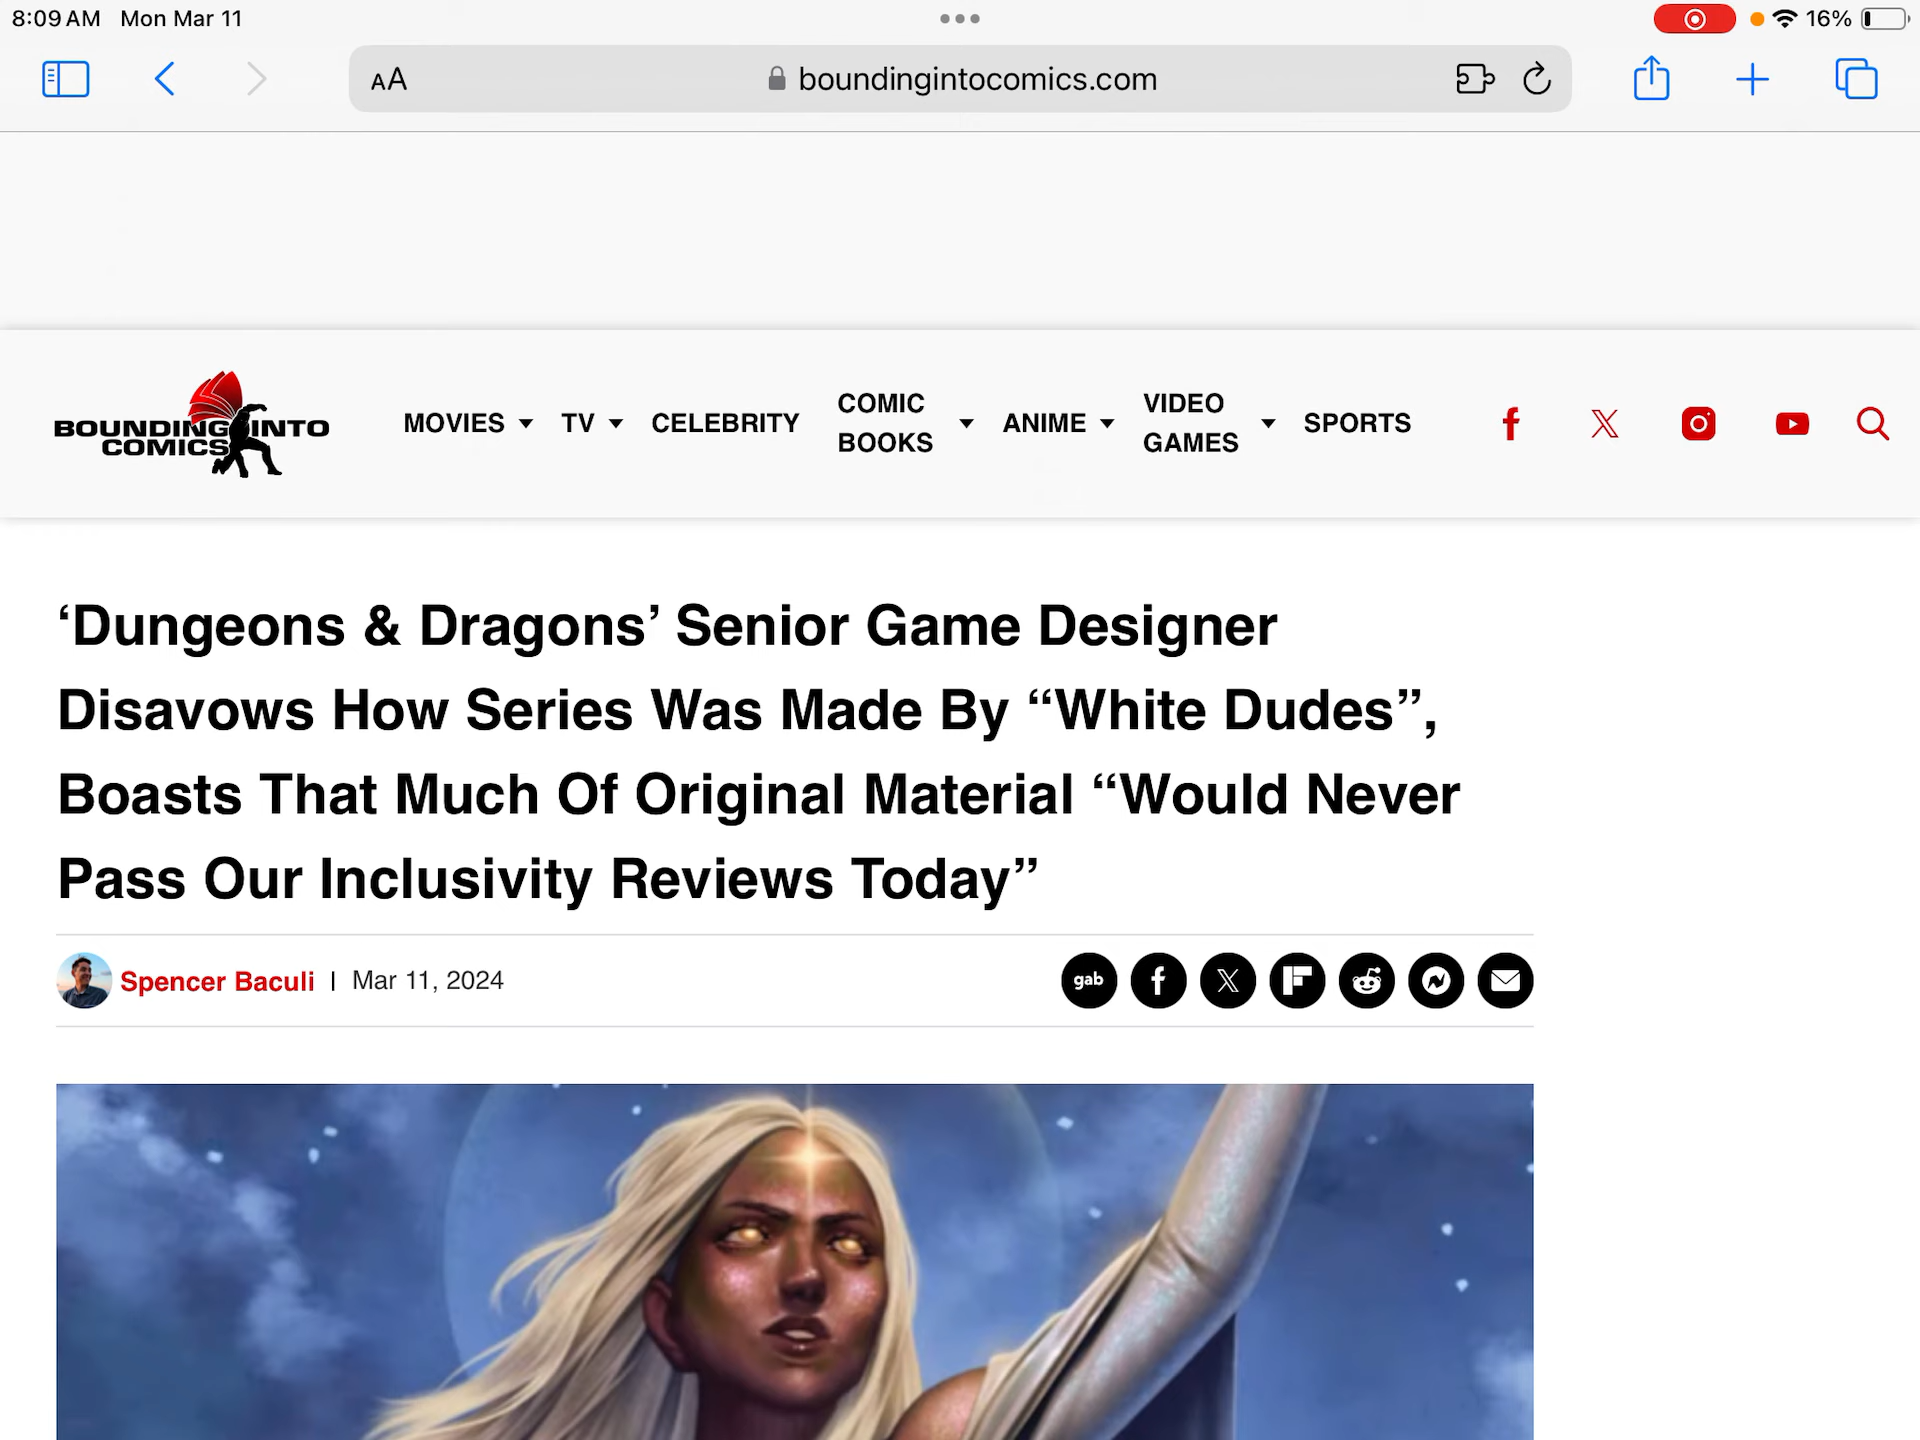 8:09 AM Mon Mar 11
16%
AA
boundingintocomics.com
BOUNDING INTO
COMICS
MOVIES
TV
CELEBRITY
COMIC
BOOKS
ANIME
VIDEO
GAMES
SPORTS
‘Dungeons & Dragons’ Senior Game Designer
Disavows How Series Was Made By “White Dudes”,
Boasts That Much Of Original Material “Would Never
Pass Our Inclusivity Reviews Today”
Spencer Baculi | Mar 11, 2024
gab